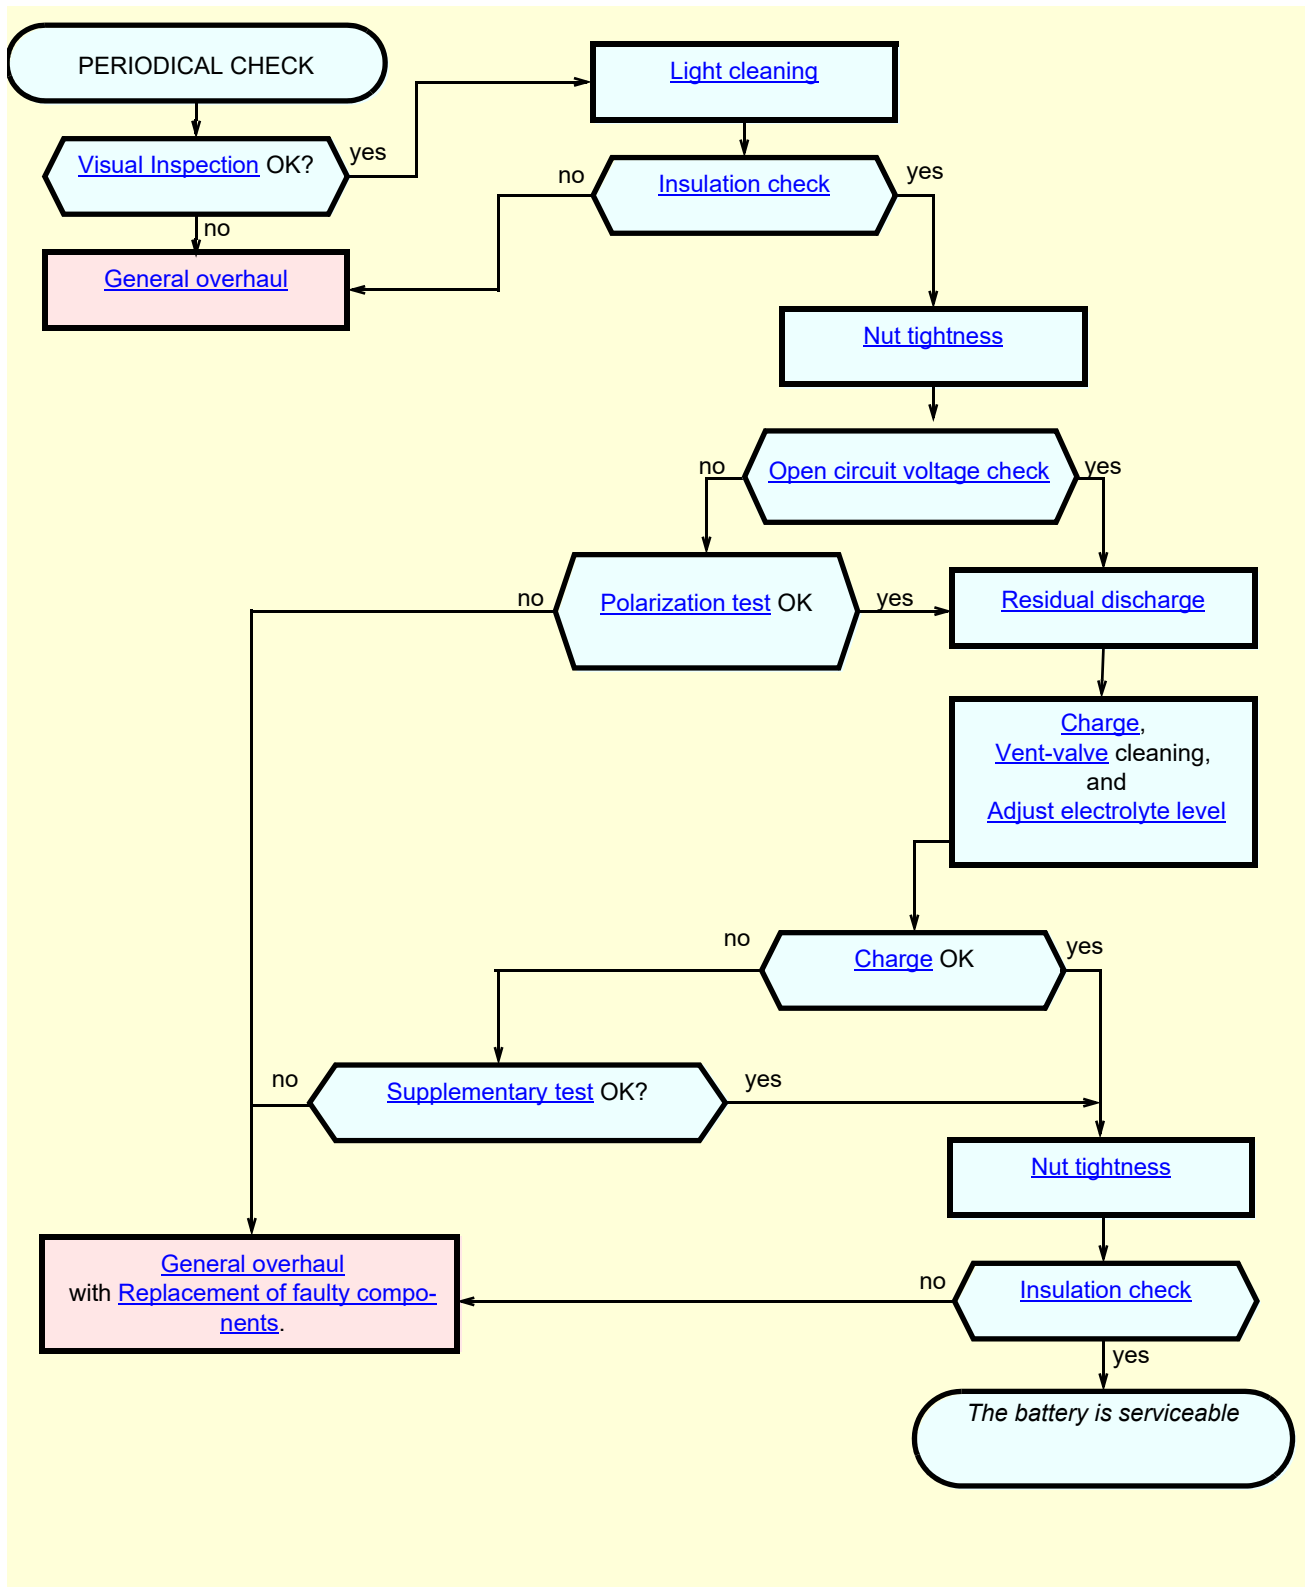 PERIODICAL CHECK
Light cleaning
Visual Inspection OK?
yes
no
Insulation check
yes
no
General overhaul
Nut tightness
no
Open circuit voltage check
yes
no
Polarization test OK
yes
Residual discharge
Charge,
Vent-valve cleaning,
and
Adjust electrolyte level
no
Charge OK
yes
no
Supplementary test OK?
yes
Nut tightness
General overhaul
with Replacement of faulty compo-
nents.
no
Insulation check
yes
The battery is serviceable